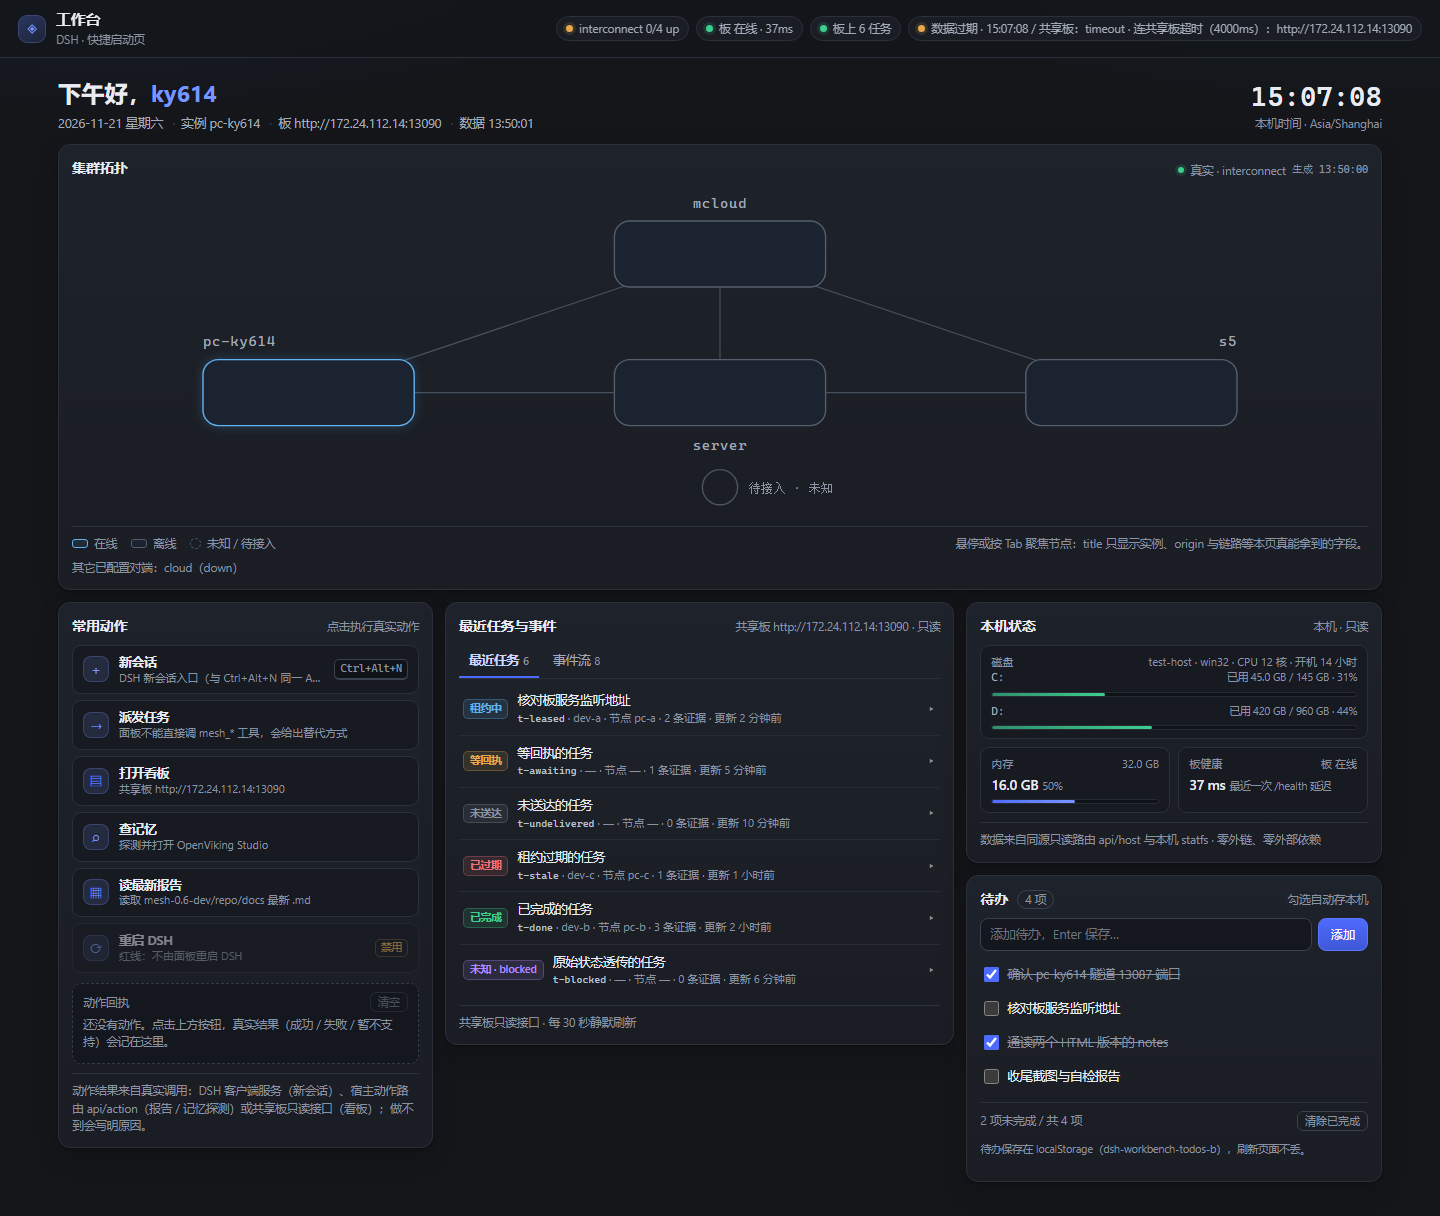 工作台
DSH · 快捷启动页
interconnect 0/4 up
板 在线 · 37ms
板上 6 任务
数据过期 · 15:07:08 / 共享板：timeout · 连共享板超时（4000ms）：http://172.24.112.14:13090
下午好，ky614
15:07:08
2026-11-21 星期六 · 实例 pc-ky614 · 板 http://172.24.112.14:13090 · 数据 13:50:01
本机时间 · Asia/Shanghai
集群拓扑
真实 · interconnect 生成 13:50:00
mcloud
pc-ky614
s5
server
待接入 · 未知
在线
离线
未知 / 待接入
悬停或按 Tab 聚焦节点：title 只显示实例、origin 与链路等本页真能拿到的字段。
其它已配置对端：cloud（down）
常用动作
点击执行真实动作
新会话
DSH 新会话入口（与 Ctrl+Alt+N 同一 A...
Ctrl+Alt+N
派发任务
面板不能直接调 mesh_* 工具，会给出替代方式
打开看板
共享板 http://172.24.112.14:13090
查记忆
探测并打开 OpenViking Studio
读最新报告
读取 mesh-0.6-dev/repo/docs 最新 .md
重启 DSH
红线：不由面板重启 DSH
禁用
动作回执
清空
还没有动作。点击上方按钮，真实结果（成功 / 失败 / 暂不支
持）会记在这里。
动作结果来自真实调用：DSH 客户端服务（新会话）、宿主动作路
由 api/action（报告 / 记忆探测）或共享板只读接口（看板）；做不
到会写明原因。
最近任务与事件
共享板 http://172.24.112.14:13090 · 只读
最近任务 6
事件流 8
租约中
核对板服务监听地址
t-leased · dev-a · 节点 pc-a · 2 条证据 · 更新 2 分钟前
等回执
等回执的任务
t-awaiting · — · 节点 — · 1 条证据 · 更新 5 分钟前
未送达
未送达的任务
t-undelivered · — · 节点 — · 0 条证据 · 更新 10 分钟前
已过期
租约过期的任务
t-stale · dev-c · 节点 pc-c · 1 条证据 · 更新 1 小时前
已完成
已完成的任务
t-done · dev-b · 节点 pc-b · 3 条证据 · 更新 2 小时前
未知 · blocked
原始状态透传的任务
t-blocked · — · 节点 — · 0 条证据 · 更新 6 分钟前
共享板只读接口 · 每 30 秒静默刷新
本机状态
本机 · 只读
磁盘
test-host · win32 · CPU 12 核 · 开机 14 小时
C:
已用 45.0 GB / 145 GB · 31%
D:
已用 420 GB / 960 GB · 44%
内存
32.0 GB
16.0 GB 50%
板健康
板 在线
37 ms 最近一次 /health 延迟
数据来自同源只读路由 api/host 与本机 statfs · 零外链、零外部依赖
待办
4 项
勾选自动存本机
添加待办，Enter 保存…
添加
确认 pc-ky614 隧道 13087 端口
核对板服务监听地址
通读两个 HTML 版本的 notes
收尾截图与自检报告
2 项未完成 / 共 4 项
清除已完成
待办保存在 localStorage（dsh-workbench-todos-b），刷新页面不丢。